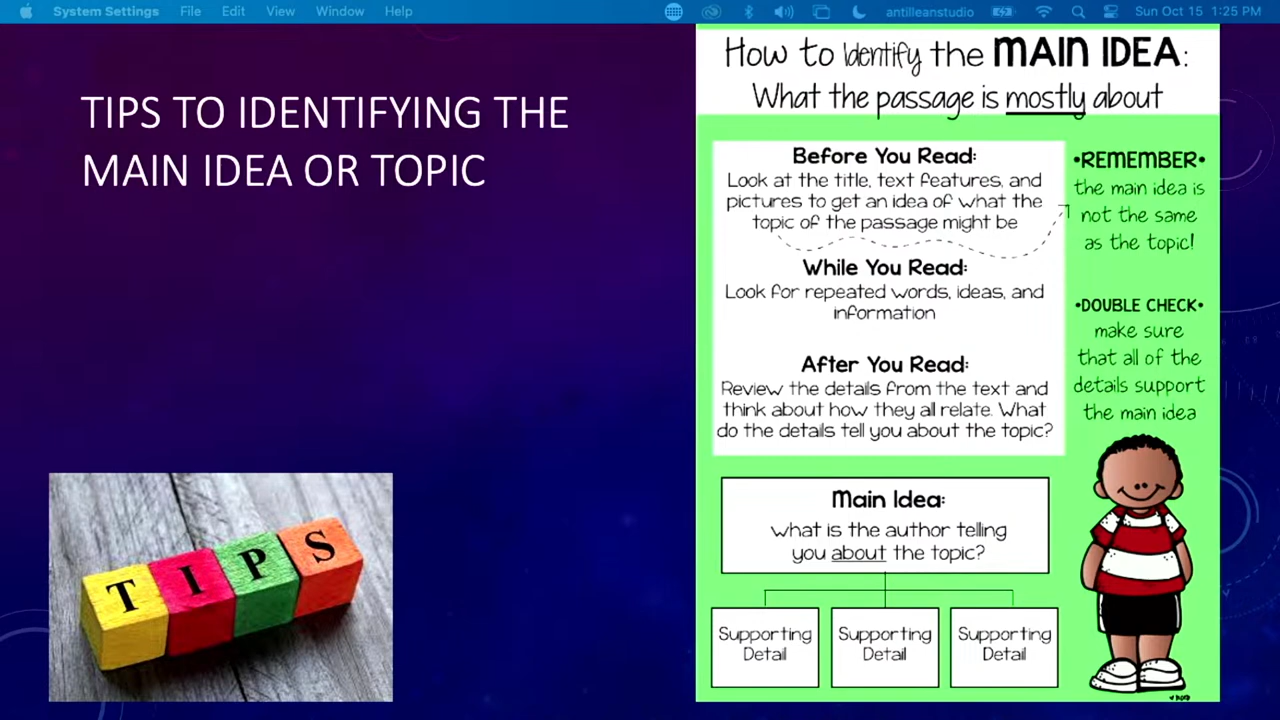 System Settings File Edit View Window Help antilleanstudio Sun Oct 15 1:25 PM
TIPS TO IDENTIFYING THE
MAIN IDEA OR TOPIC
TIPS
How to Identify the MAIN IDEA:
What the passage is mostly about
Before You Read:
Look at the title, text features, and
pictures to get an idea of what the
topic of the passage might be
While You Read:
Look for repeated words, ideas, and
information
After You Read:
Review the details from the text and
think about how they all relate. What
do the details tell you about the topic?
•REMEMBER•
the main idea is
not the same
as the topic!
•DOUBLE CHECK•
make sure
that all of the
details support
the main idea
Main Idea:
What is the author telling
you about the topic?
Supporting
Detail
Supporting
Detail
Supporting
Detail